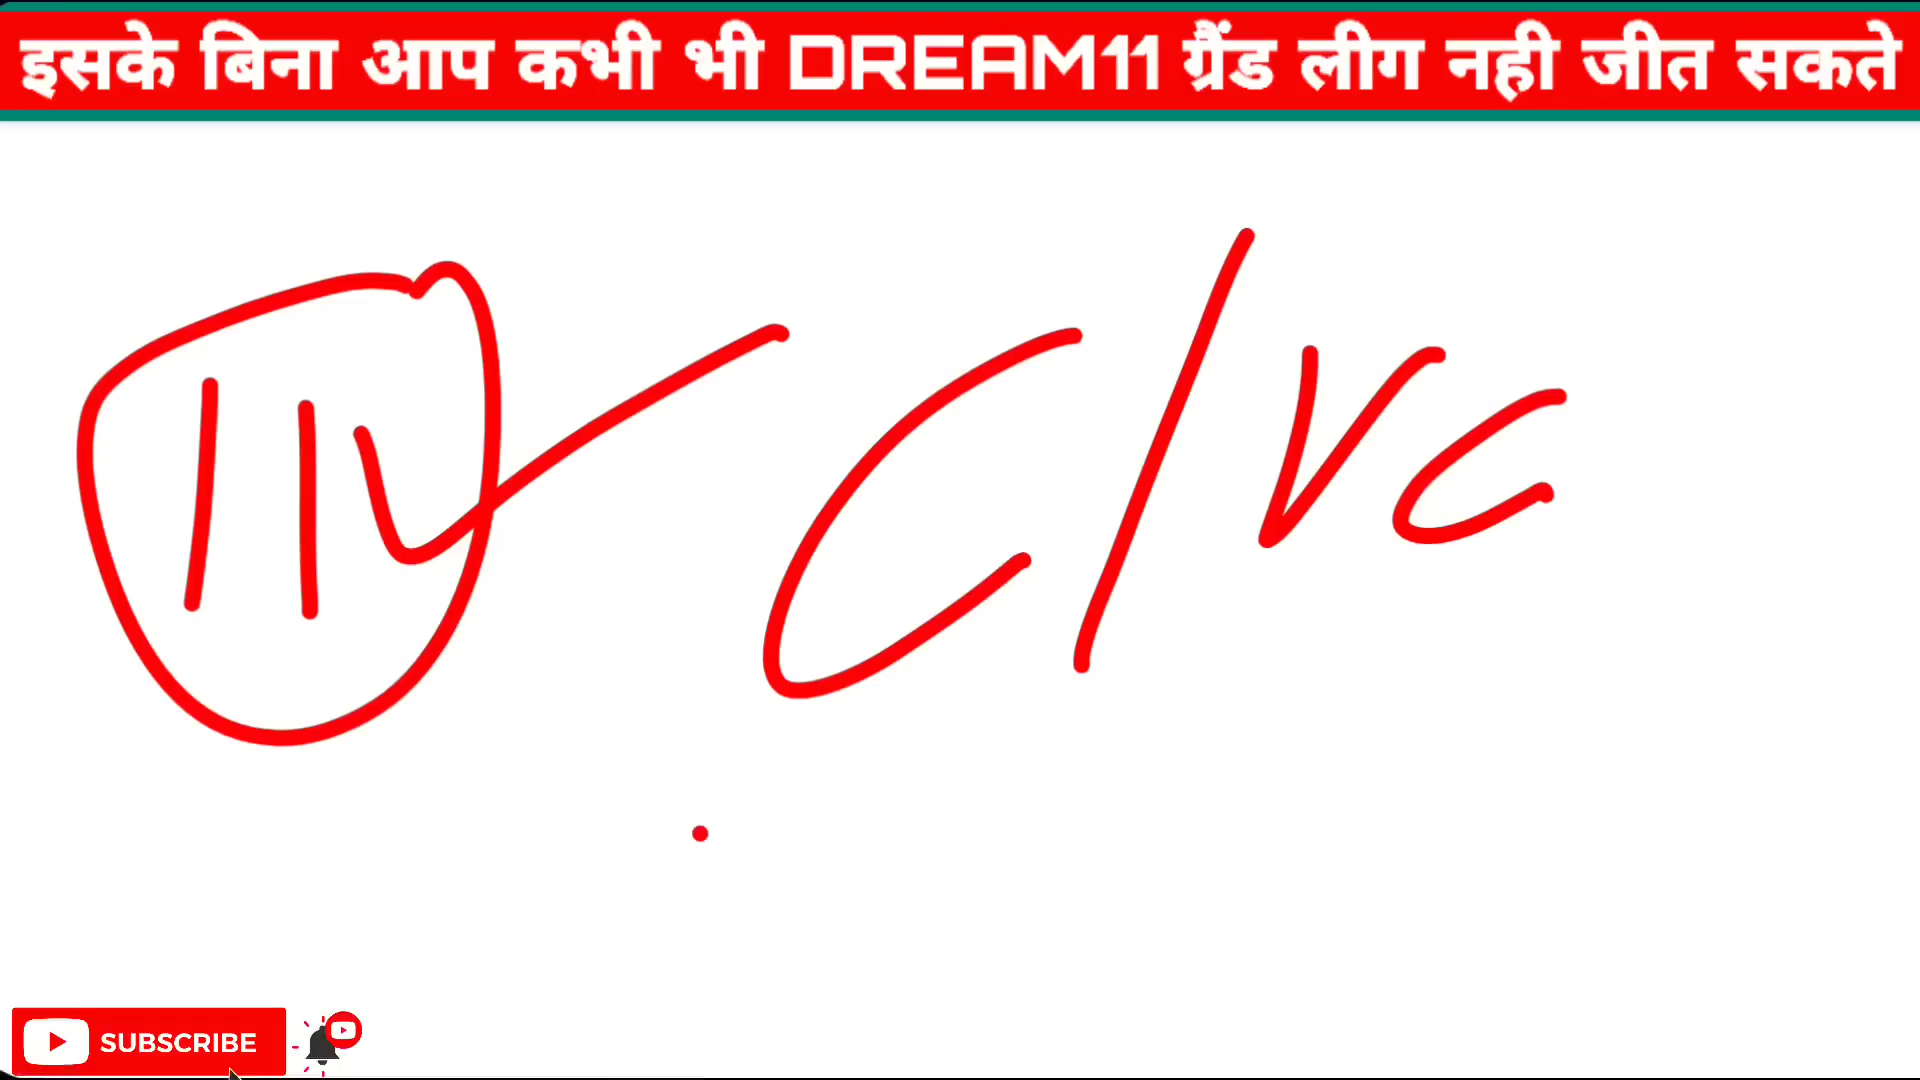 इसके बिना आप कभी भी DREAM11 ग्रैंड लीग नही जीत सकते
11 C/VC
SUBSCRIBE